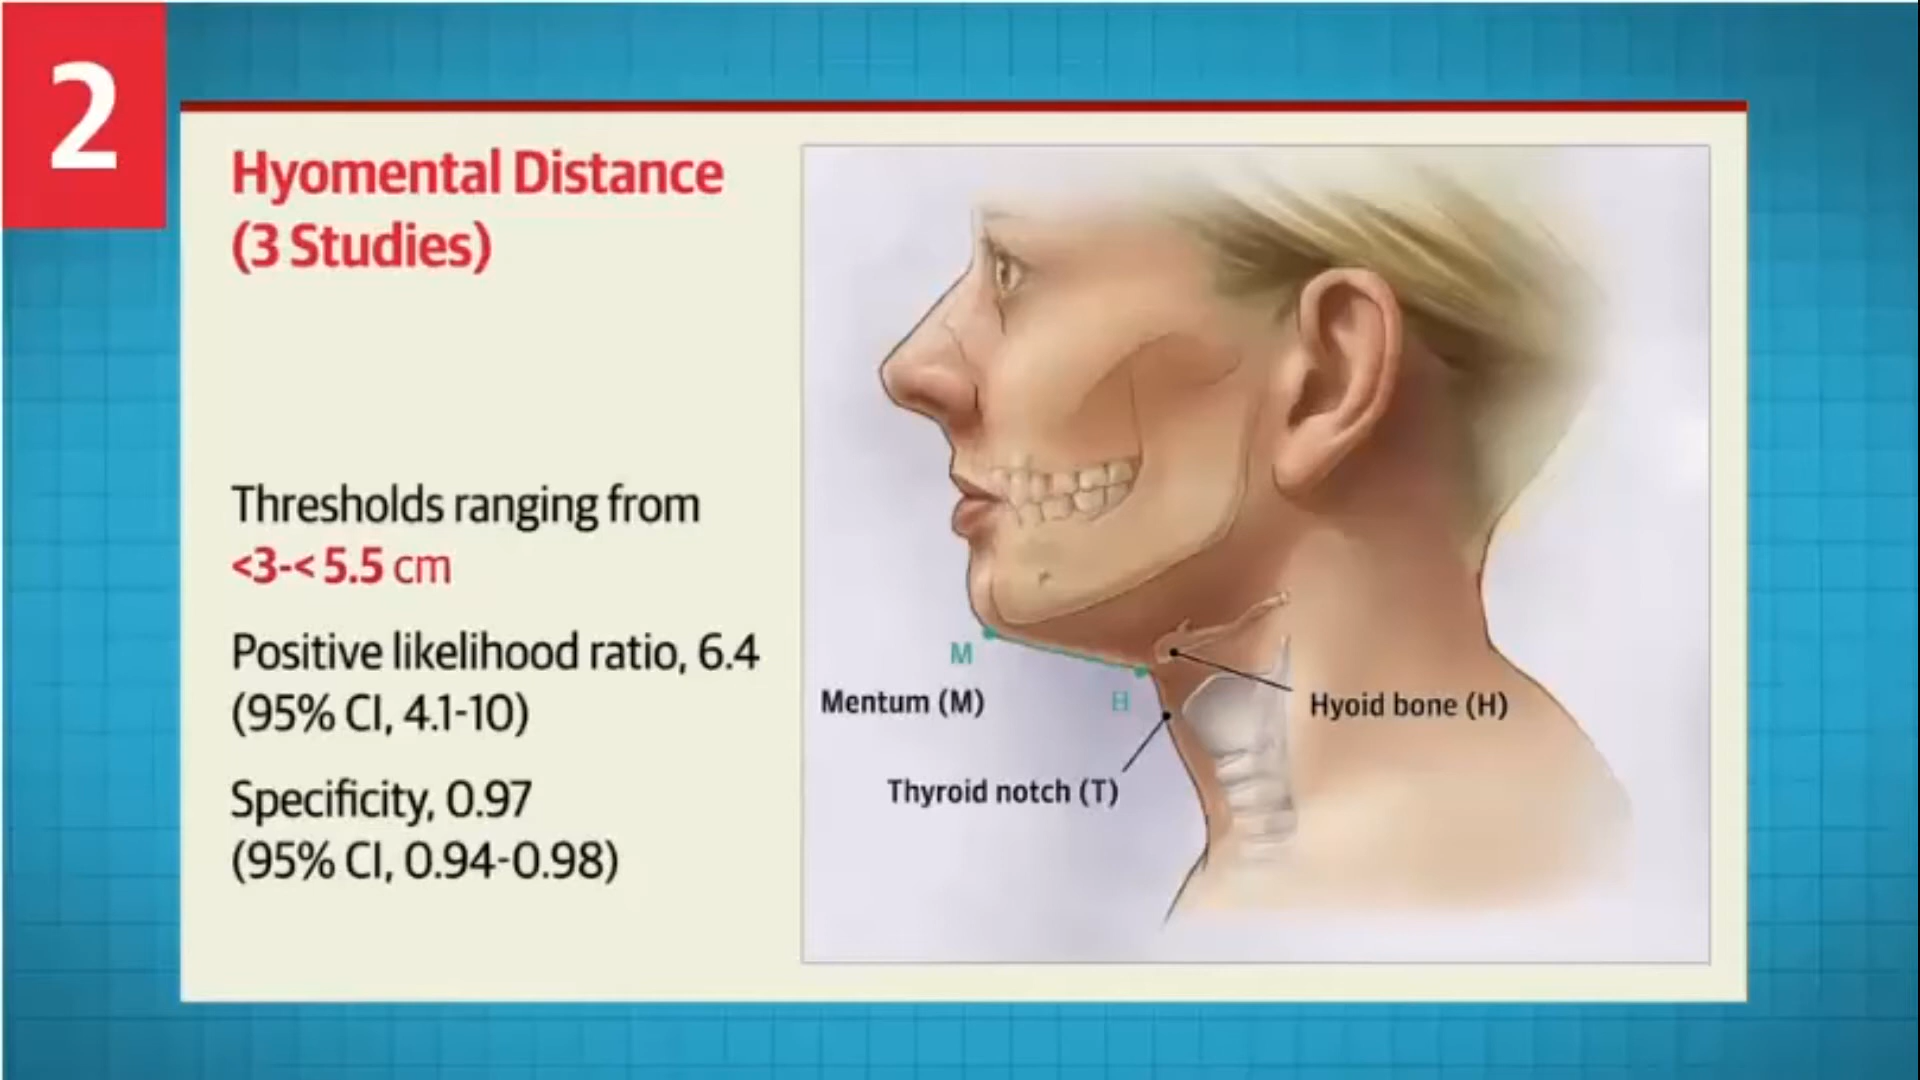 2
Hyomental Distance
(3 Studies)
Thresholds ranging from
<3-< 5.5 cm
Positive likelihood ratio, 6.4
(95% CI, 4.1-10)
Specificity, 0.97
(95% CI, 0.94-0.98)
M
H
Mentum (M)
Hyoid bone (H)
Thyroid notch (T)